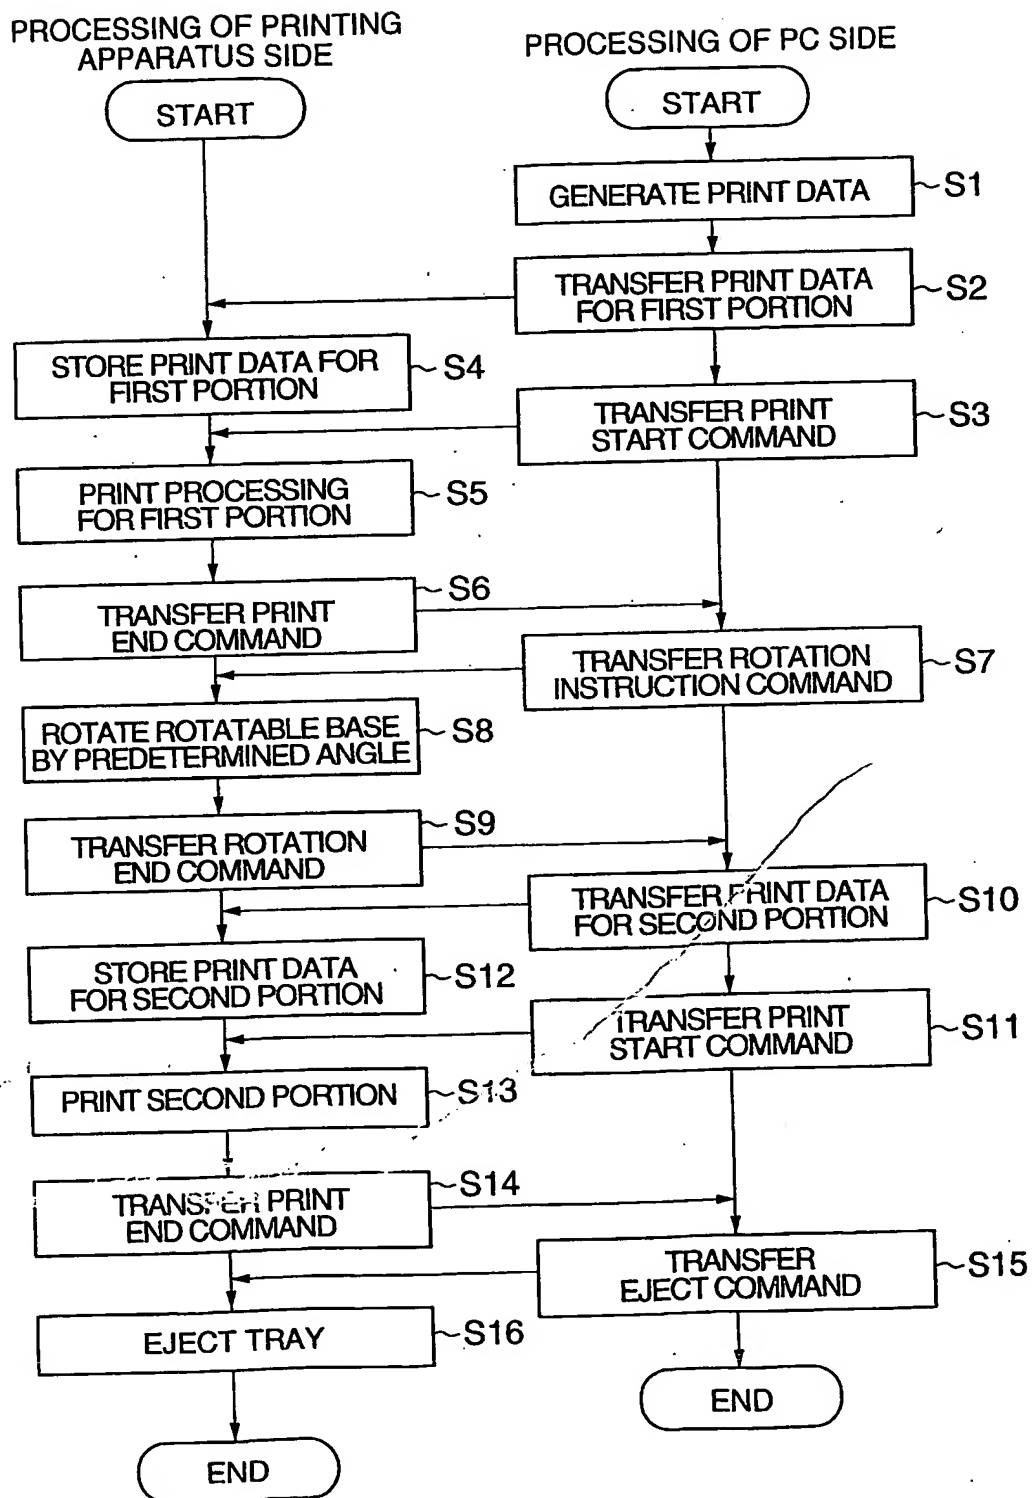 PROCESSING OF PRINTING
APPARATUS SIDE
START
STORE PRINT DATA FOR
FIRST PORTION
S4
PRINT PROCESSING
FOR FIRST PORTION
S5
TRANSFER PRINT
END COMMAND
S6
ROTATE ROTATABLE BASE
BY PREDETERMINED ANGLE
S8
TRANSFER ROTATION
END COMMAND
S9
STORE PRINT DATA
FOR SECOND PORTION
S12
PRINT SECOND PORTION
S13
TRANSFER PRINT
END COMMAND
S14
EJECT TRAY
S16
END
PROCESSING OF PC SIDE
START
GENERATE PRINT DATA
S1
TRANSFER PRINT DATA
FOR FIRST PORTION
S2
TRANSFER PRINT
START COMMAND
S3
TRANSFER ROTATION
INSTRUCTION COMMAND
S7
TRANSFER PRINT DATA
FOR SECOND PORTION
S10
TRANSFER PRINT
START COMMAND
S11
TRANSFER
EJECT COMMAND
S15
END